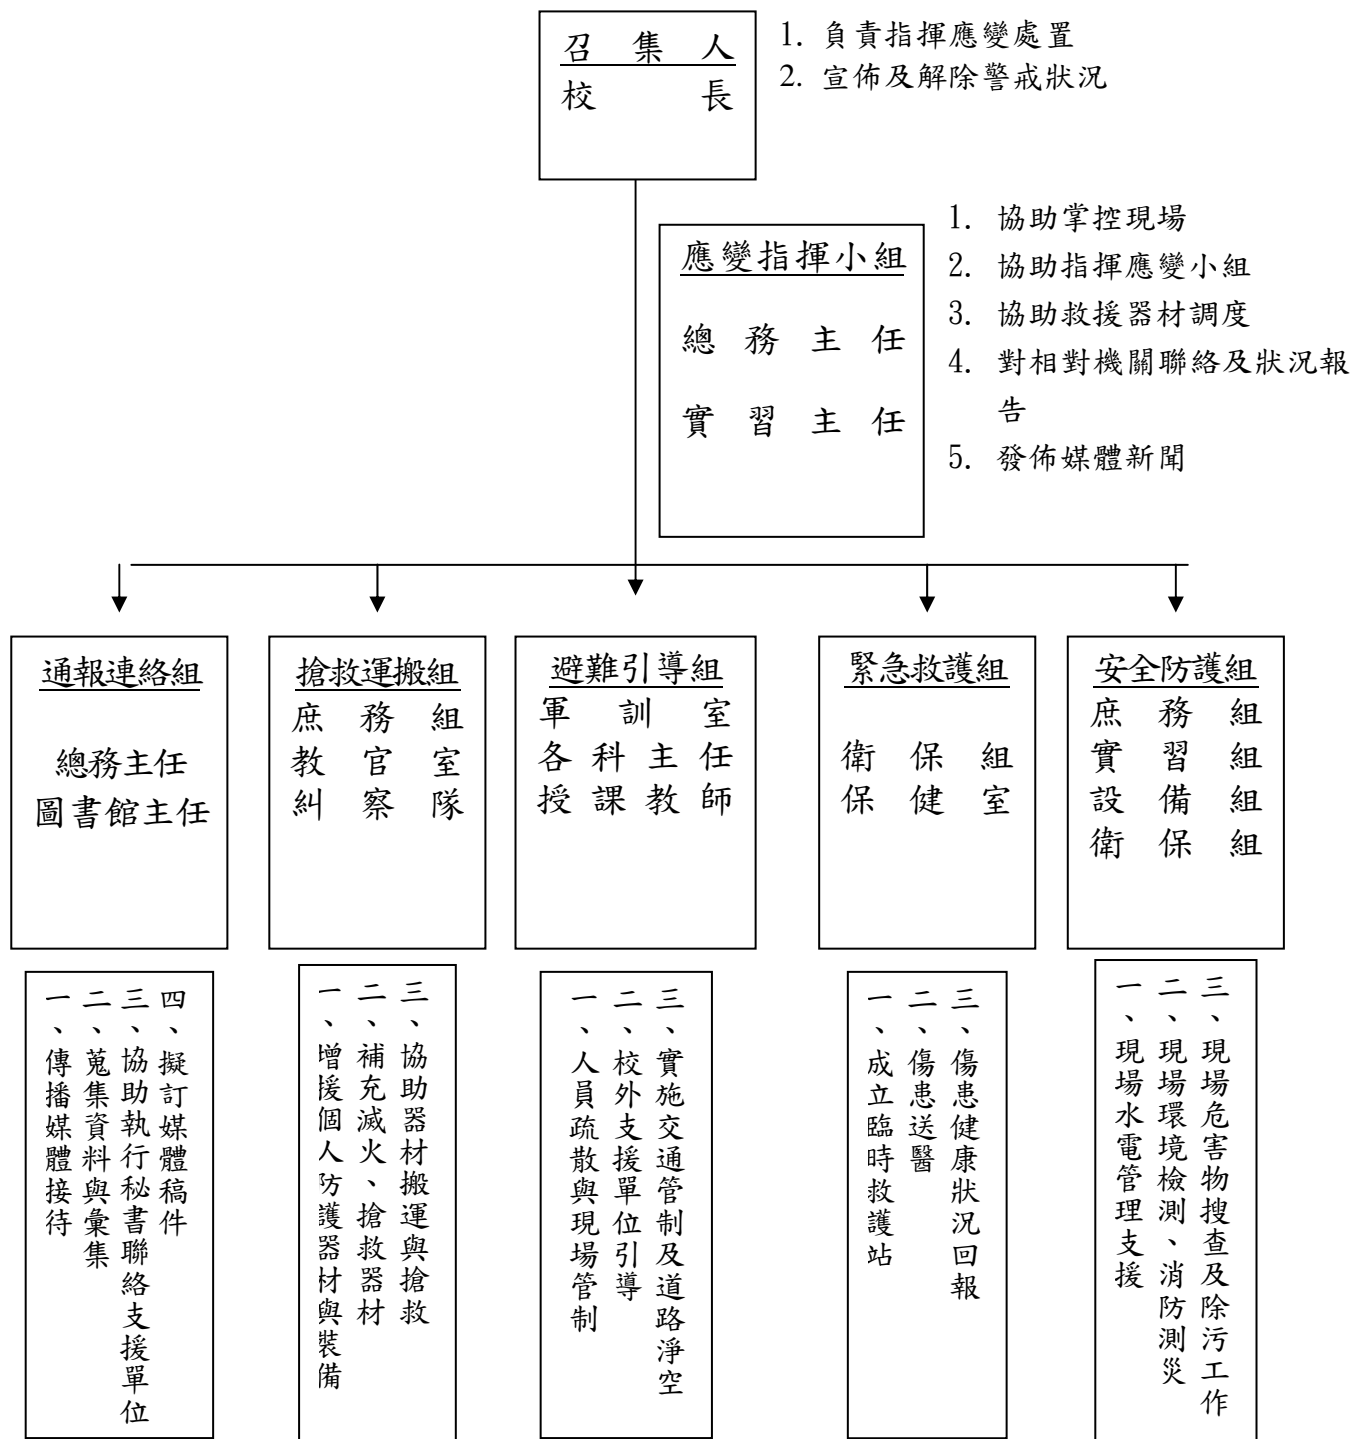 召集人
校長
1. 負責指揮應變處置
2. 宣佈及解除警戒狀況
應變指揮小組
總務主任
實習主任
1. 協助掌控現場
2. 協助指揮應變小組
3. 協助救援器材調度
4. 對相對機關聯絡及狀況報
告
5. 發佈媒體新聞
通報連絡組
總務主任
圖書館主任
搶救運搬組
庶務組
教官室
糾察隊
避難引導組
軍訓室
各科主任
授課教師
緊急救護組
衛保組
保健室
安全防護組
庶務組
實習組
設備組
衛保組
一、傳播媒體接待
二、蒐集資料與彙集
三、協助執行秘書聯絡支援單位
四、擬訂媒體稿件
一、增援個人防護器材與裝備
二、補充滅火、搶救器材
三、協助器材搬運與搶救
一、人員疏散與現場管制
二、校外支援單位引導
三、實施交通管制及道路淨空
一、成立臨時救護站
二、傷患送醫
三、傷患健康狀況回報
一、現場水電管理支援
二、現場環境檢測、消防測災
三、現場危害物搜查及除污工作